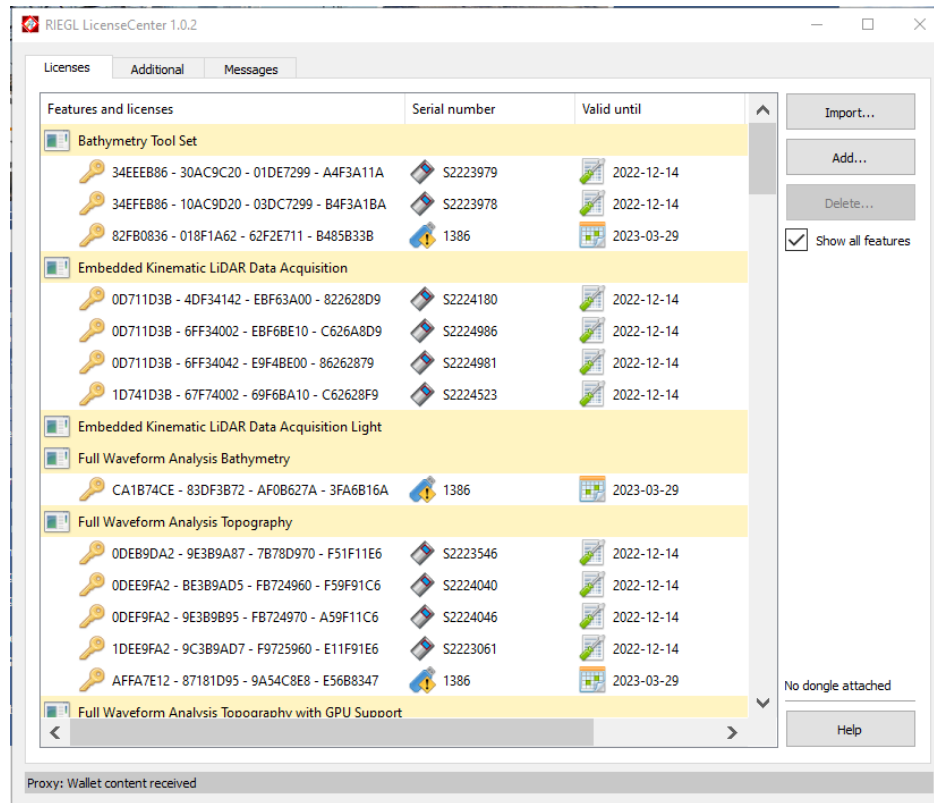 RIEGL LicenseCenter 1.0.2
Licenses Additional Messages
Features and licenses Serial number Valid until
Bathymetry Tool Set
34EEEB86 - 30AC9C20 - 01DE7299 - A4F3A11A S2223979 2022-12-14
34EFEB86 - 10AC9D20 - 03DC7299 - B4F3A1BA S2223978 2022-12-14
82FB0836 - 018F1A62 - 62F2E711 - B485B33B 1386 2023-03-29
Embedded Kinematic LiDAR Data Acquisition
0D711D3B - 4DF34142 - EBF63A00 - 822628D9 S2224180 2022-12-14
0D711D3B - 6FF34002 - EBF6BE10 - C626A8D9 S2224986 2022-12-14
0D711D3B - 6FF34042 - E9F4BE00 - 86262879 S2224981 2022-12-14
1D741D3B - 67F74002 - 69F6BA10 - C62628F9 S2224523 2022-12-14
Embedded Kinematic LiDAR Data Acquisition Light
Full Waveform Analysis Bathymetry
CA1B74CE - 83DF3B72 - AF0B627A - 3FA6B16A 1386 2023-03-29
Full Waveform Analysis Topography
0DEB9DA2 - 9E3B9A87 - 7B78D970 - F51F11E6 S2223546 2022-12-14
0DEE9FA2 - BE3B9AD5 - FB724960 - F59F91C6 S2224040 2022-12-14
0DEF9FA2 - 9E3B9B95 - FB724970 - A59F11C6 S2224046 2022-12-14
1DEE9FA2 - 9C3B9AD7 - F9725960 - E11F91E6 S2223061 2022-12-14
AFFA7E12 - 87181D95 - 9A54C8E8 - E56B8347 1386 2023-03-29
Full Waveform Analysis Topography with GPU Support
Import...
Add...
Delete...
Show all features
No dongle attached
Help
Proxy: Wallet content received